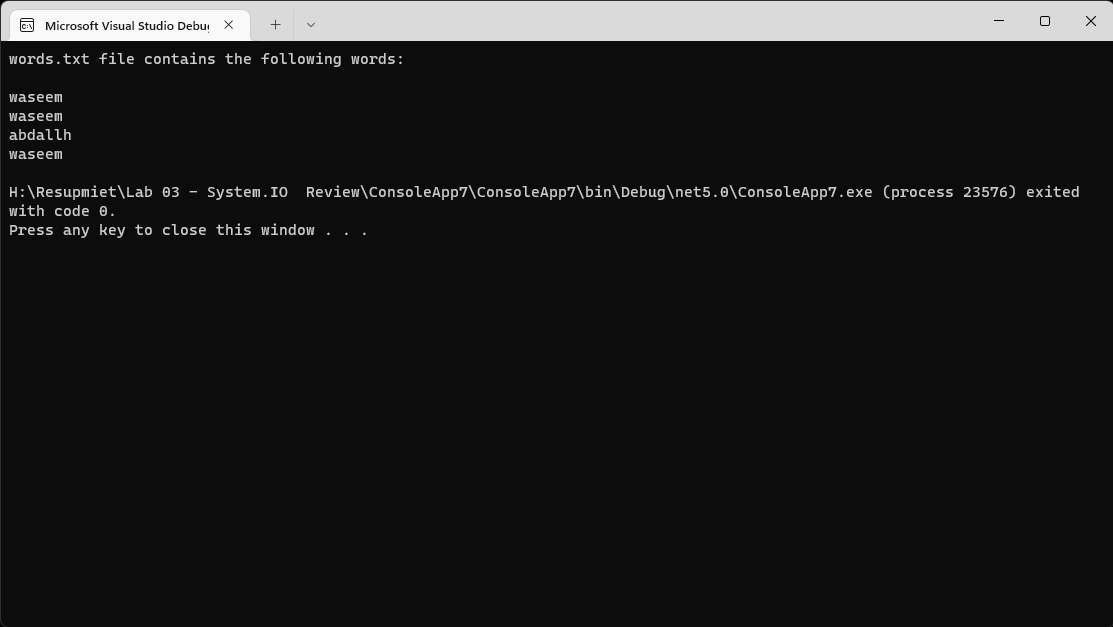 Microsoft Visual Studio Debu
words.txt file contains the following words:
waseem
waseem
abdallh
waseem
H:\Resupmiet\Lab 03 - System.IO  Review\ConsoleApp7\ConsoleApp7\bin\Debug\net5.0\ConsoleApp7.exe (process 23576) exited
with code 0.
Press any key to close this window . . .